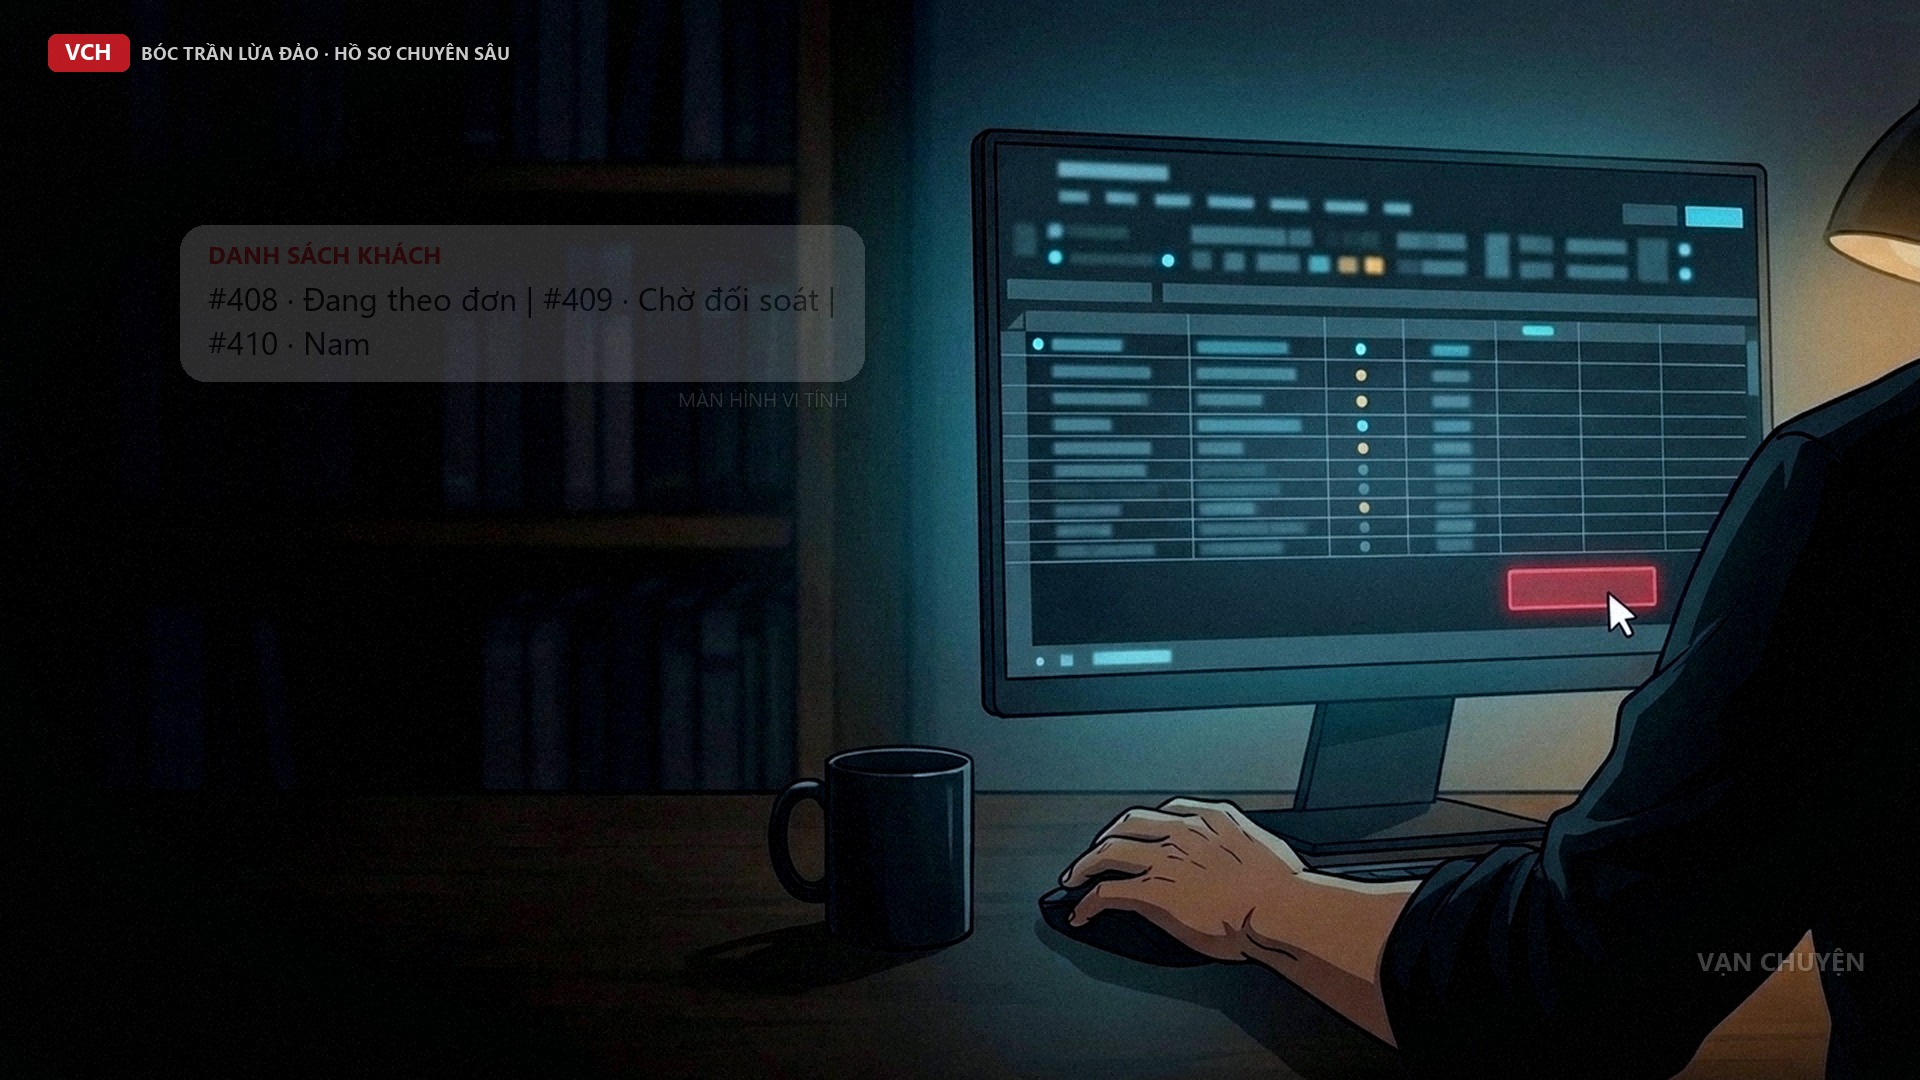 VCH BÓC TRẦN LỪA ĐẢO · HỒ SƠ CHUYÊN SÂU
DANH SÁCH KHÁCH
#408 · Đang theo đơn | #409 · Chờ đối soát |
#410 · Nam
MÀN HÌNH VI TÍNH
VẠN CHUYỆN